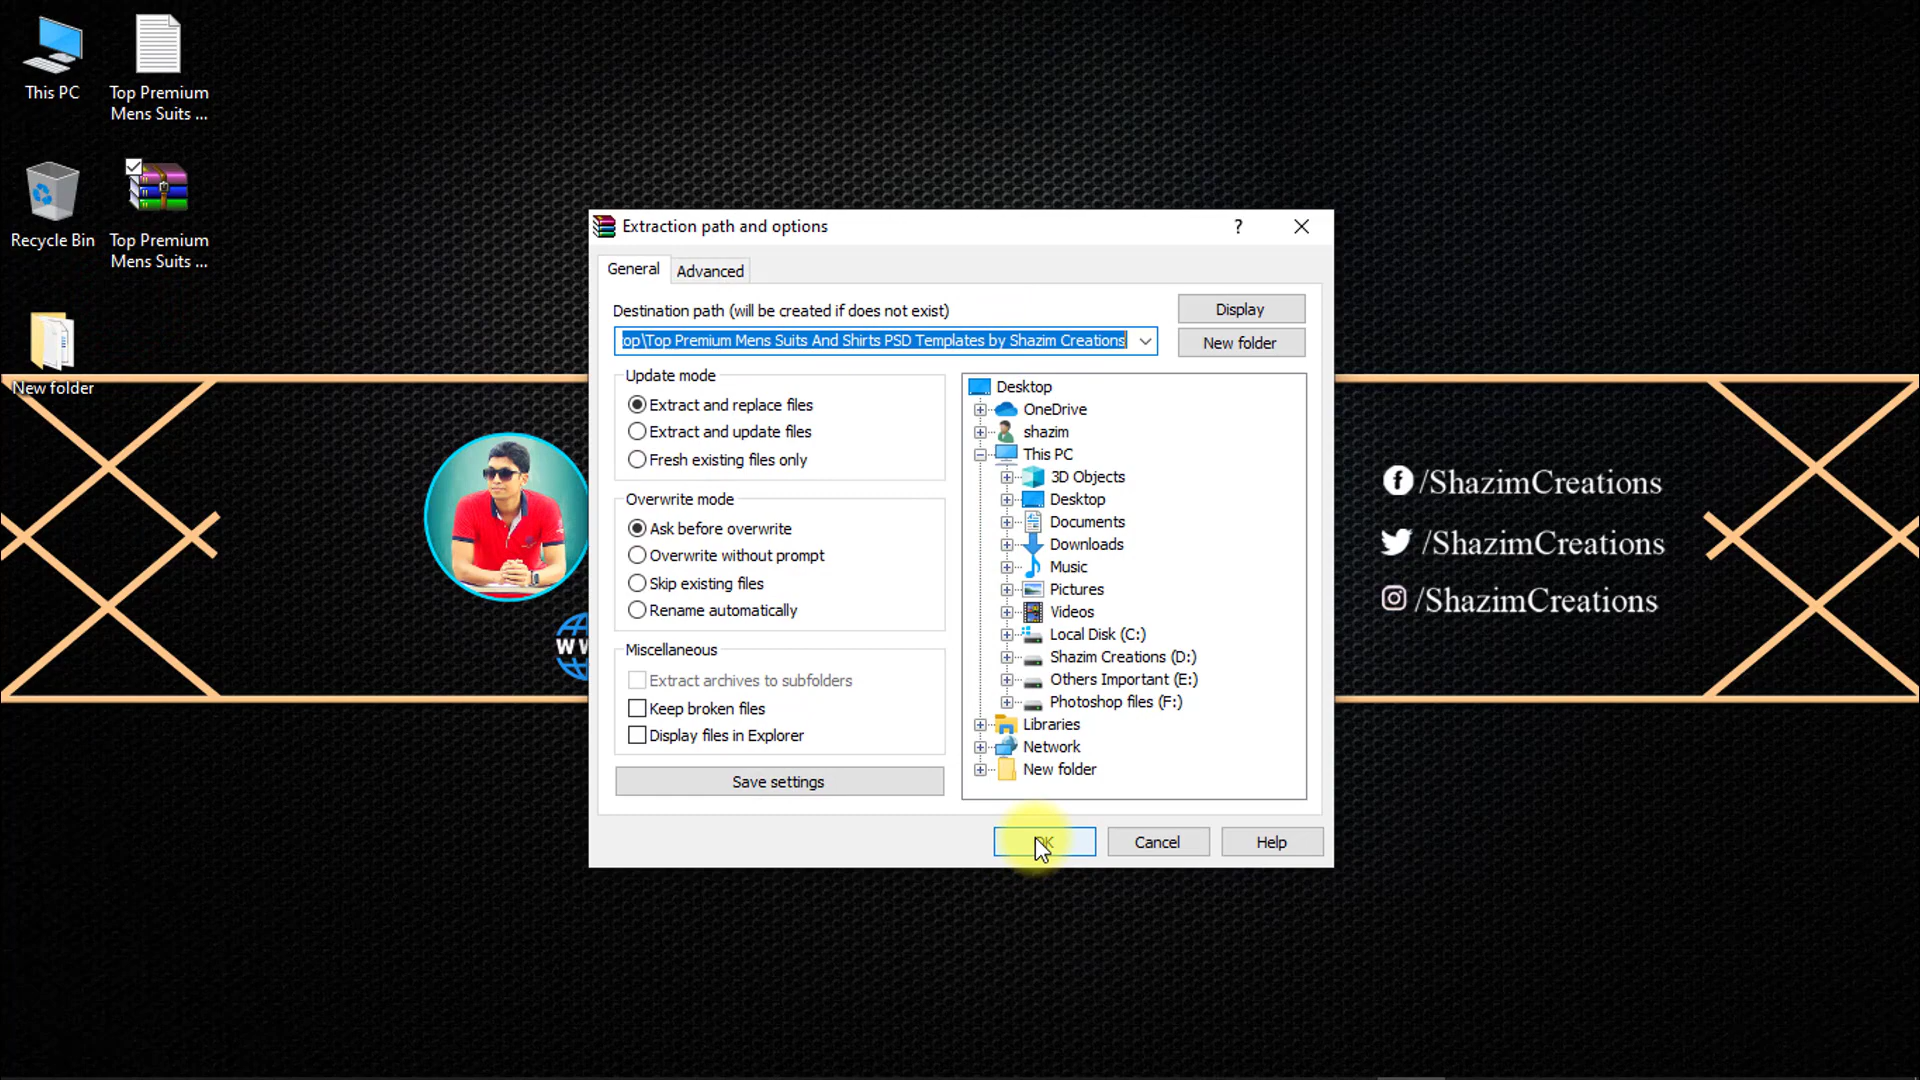 This PC
Top Premium
Mens Suits ...
Recycle Bin
Top Premium
Mens Suits ...
New folder
Extraction path and options
?
General
Advanced
Destination path (will be created if does not exist)
op\Top Premium Mens Suits And Shirts PSD Templates by Shazim Creations
Display
New folder
Update mode
Extract and replace files
Extract and update files
Fresh existing files only
Overwrite mode
Ask before overwrite
Overwrite without prompt
Skip existing files
Rename automatically
Miscellaneous
Extract archives to subfolders
Keep broken files
Display files in Explorer
Save settings
Desktop
OneDrive
shazim
This PC
3D Objects
Desktop
Documents
Downloads
Music
Pictures
Videos
Local Disk (C:)
Shazim Creations (D:)
Others Important (E:)
Photoshop files (F:)
Libraries
Network
New folder
OK
Cancel
Help
/ShazimCreations
/ShazimCreations
/ShazimCreations